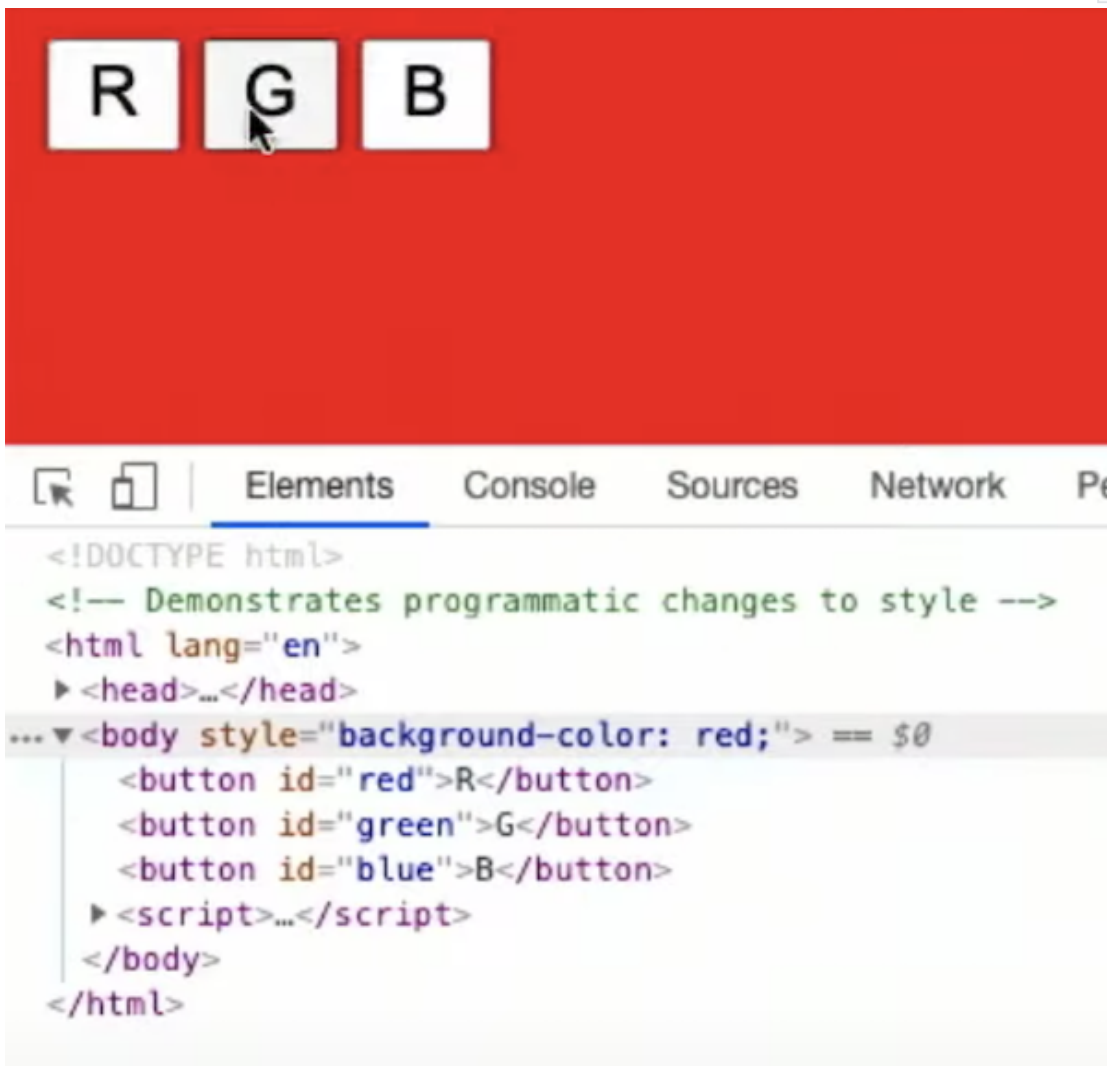 R G B
Elements Console Sources Network Pe
<!DOCTYPE html>
<!-- Demonstrates programmatic changes to style -->
<html lang="en">
<head>…</head>
<body style="background-color: red;"> == $0
<button id="red">R</button>
<button id="green">G</button>
<button id="blue">B</button>
<script>…</script>
</body>
</html>